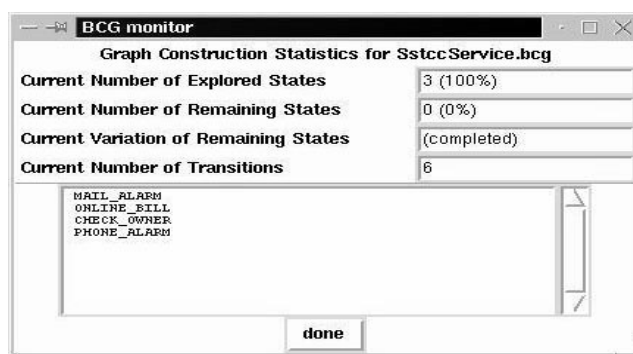 BCG monitor
Graph Construction Statistics for SstccService.bcg
Current Number of Explored States 3 (100%)
Current Number of Remaining States 0 (0%)
Current Variation of Remaining States (completed)
Current Number of Transitions 6
MAIL_ALARM
ONLINE_BILL
CHECK_OWNER
PHONE_ALARM
done